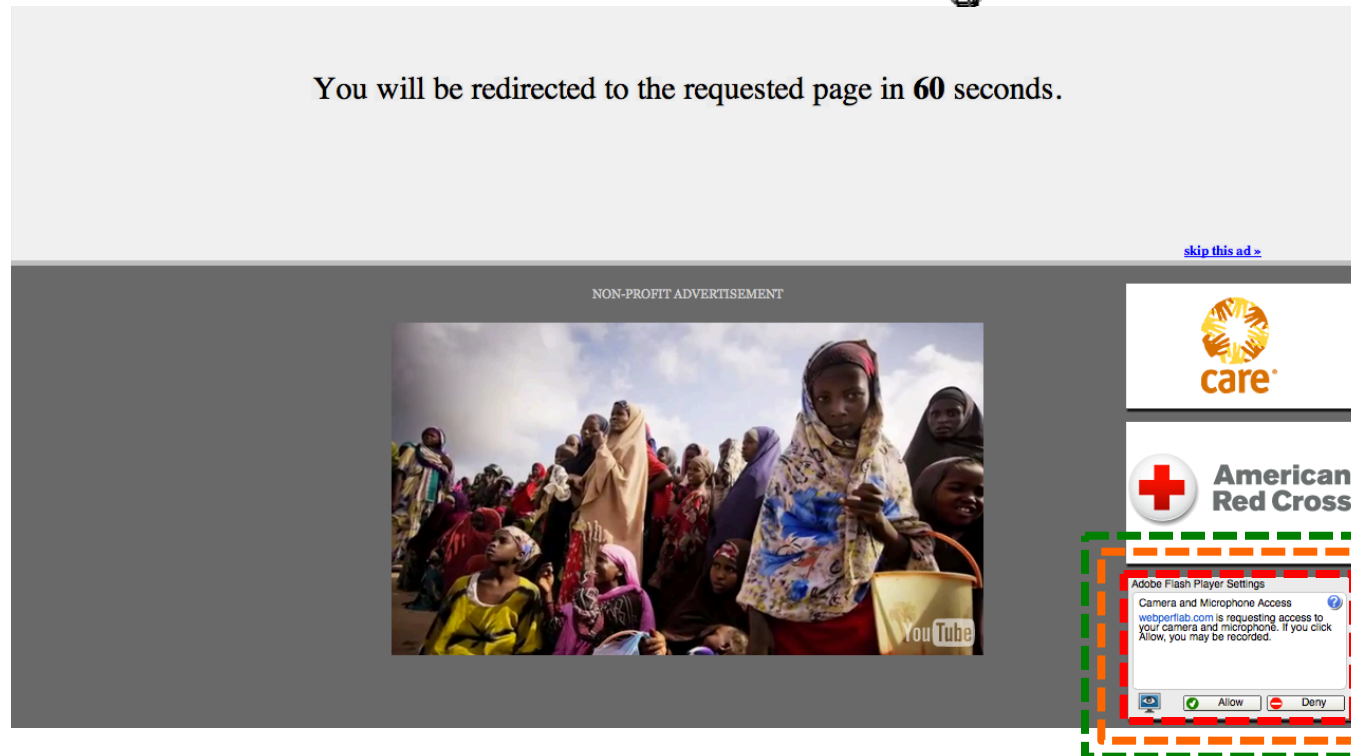 You will be redirected to the requested page in 60 seconds.
skip this ad »
NON-PROFIT ADVERTISEMENT
care®
American
Red Cross
YouTube
Adobe Flash Player Settings
Camera and Microphone Access
?
webperflab.com is requesting access to
your camera and microphone. If you click
Allow, you may be recorded.
Allow
Deny